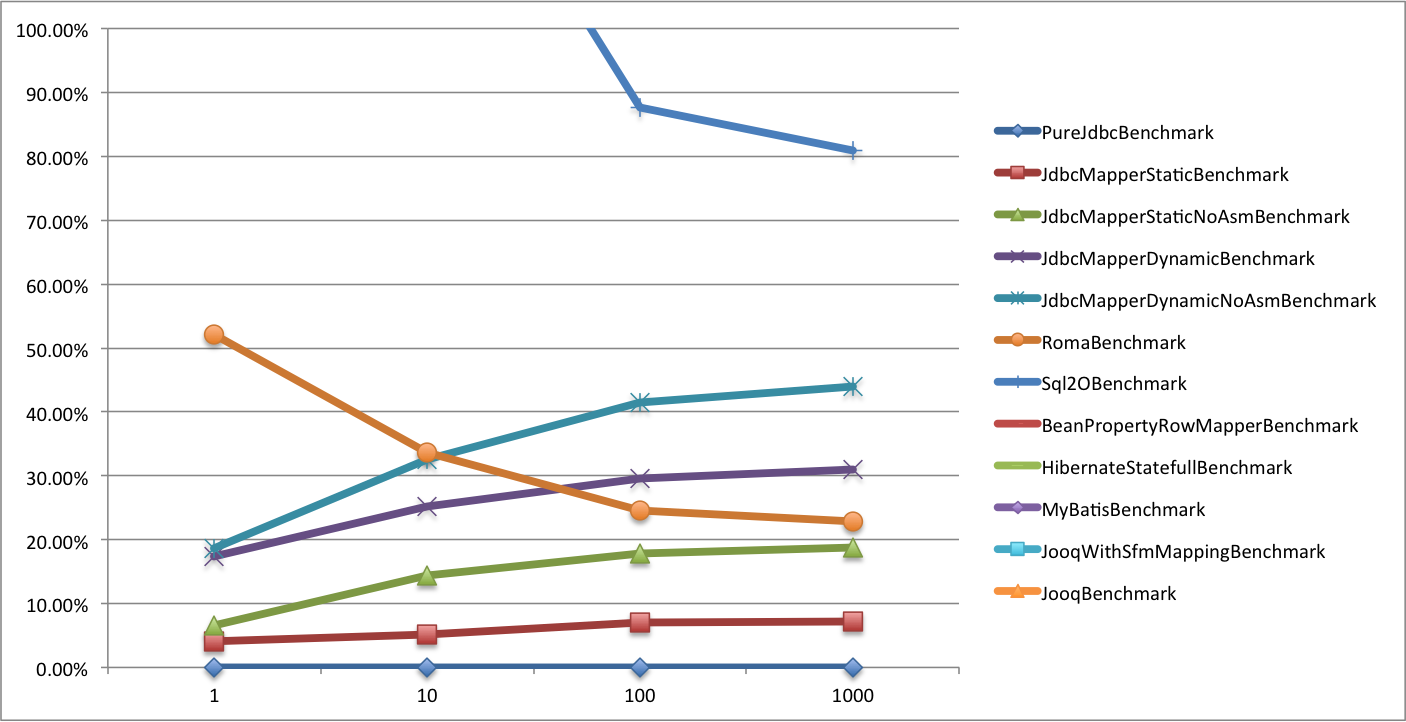 100.00%
90.00%
80.00%
70.00%
60.00%
50.00%
40.00%
30.00%
20.00%
10.00%
0.00%
1 10 100 1000
PureJdbcBenchmark
JdbcMapperStaticBenchmark
JdbcMapperStaticNoAsmBenchmark
JdbcMapperDynamicBenchmark
JdbcMapperDynamicNoAsmBenchmark
RomaBenchmark
Sql2OBenchmark
BeanPropertyRowMapperBenchmark
HibernateStatefullBenchmark
MyBatisBenchmark
JooqWithSfmMappingBenchmark
JooqBenchmark